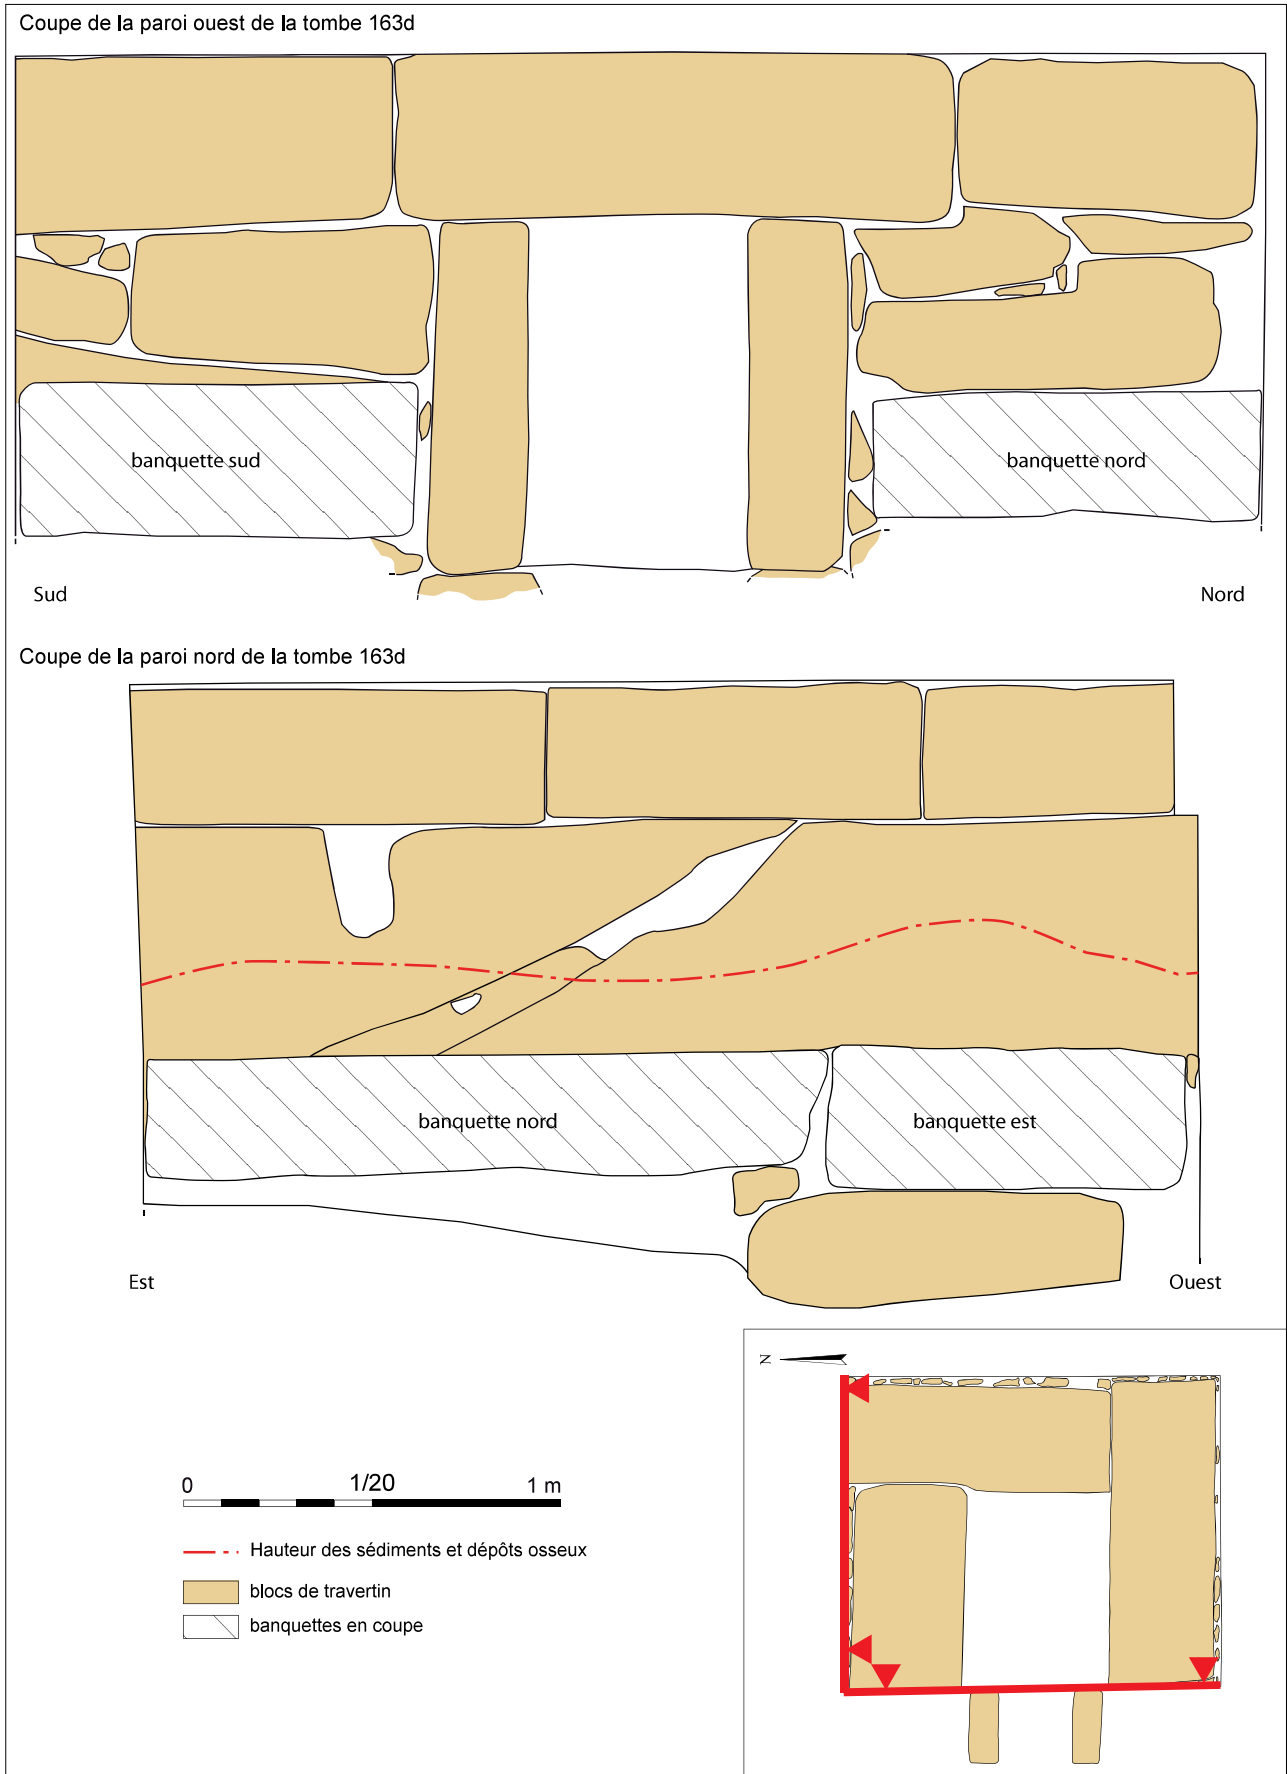 Coupe de la paroi ouest de la tombe 163d
banquette sud
banquette nord
Sud
Nord
Coupe de la paroi nord de la tombe 163d
banquette nord
banquette est
Est
Ouest
N
0 1/20 1 m
Hauteur des sédiments et dépôts osseux
blocs de travertin
banquettes en coupe